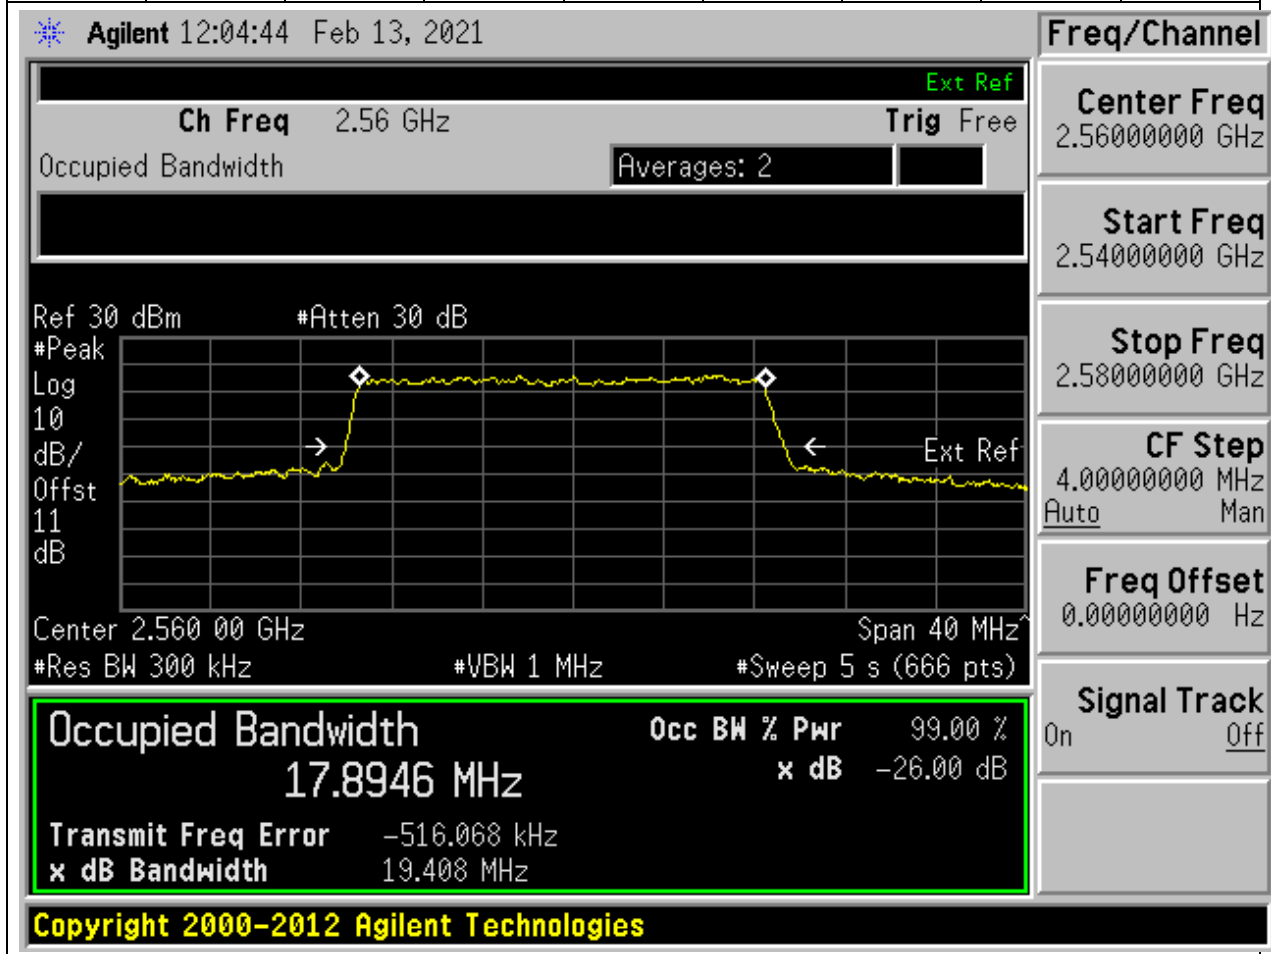 Agilent 12:04:44 Feb 13, 2021
Freq/Channel
Ext Ref
Ch Freq 2.56 GHz Trig Free
Occupied Bandwidth Averages: 2
Center Freq
2.56000000 GHz
Start Freq
2.54000000 GHz
Stop Freq
2.58000000 GHz
CF Step
4.00000000 MHz
Auto Man
Freq Offset
0.00000000 Hz
Signal Track
On Off
Ref 30 dBm #Atten 30 dB
#Peak
Log
10
dB/
Offst
11
dB
Ext Ref
Center 2.560 00 GHz Span 40 MHz^
#Res BW 300 kHz #VBW 1 MHz #Sweep 5 s (666 pts)
Occupied Bandwidth
17.8946 MHz
Occ BW % Pwr 99.00 %
x dB -26.00 dB
Transmit Freq Error -516.068 kHz
x dB Bandwidth 19.408 MHz
Copyright 2000-2012 Agilent Technologies